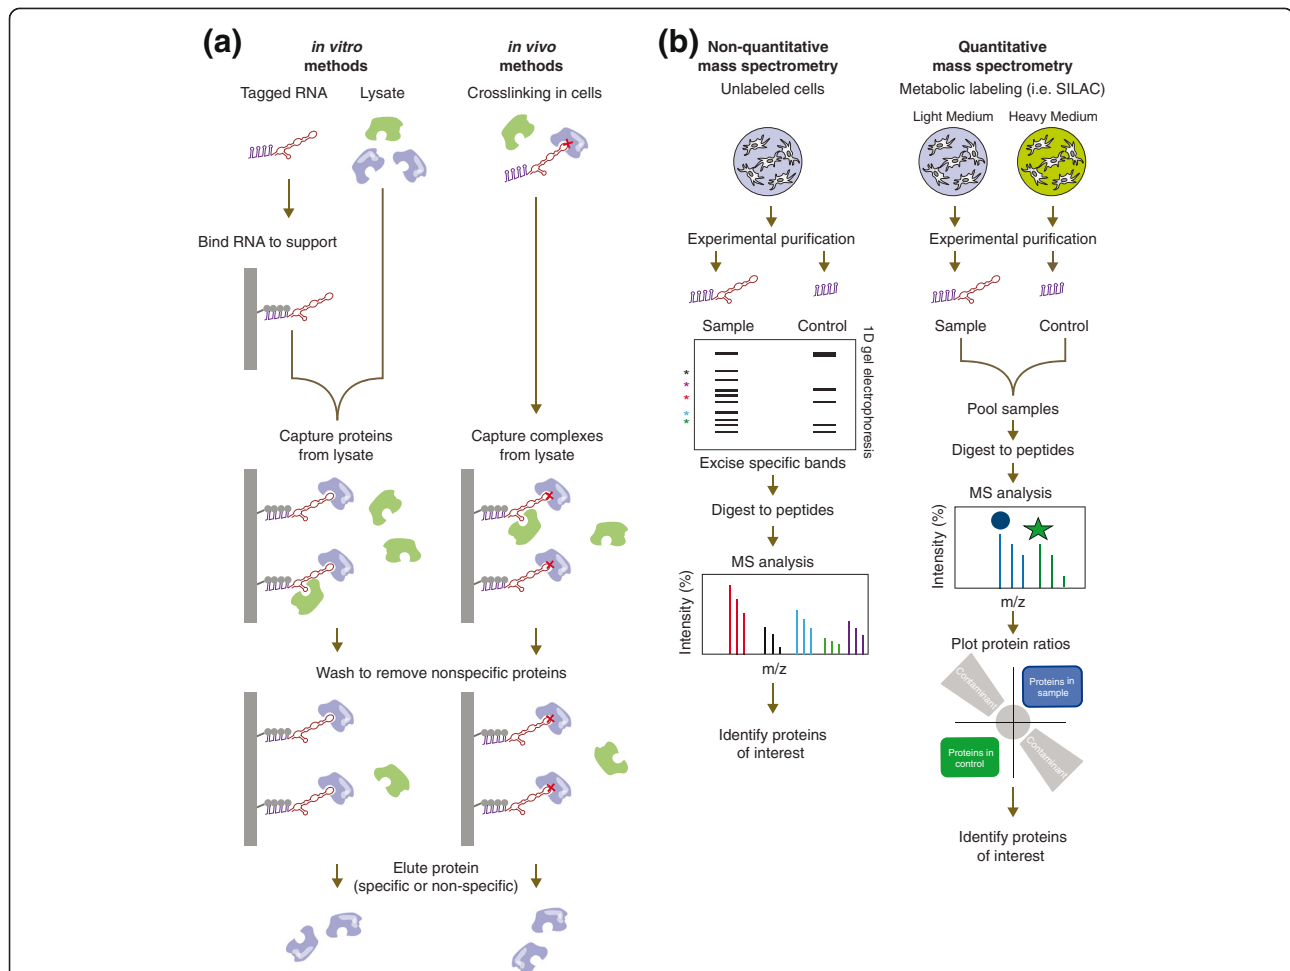 (a)
in vitro
methods
in vivo
methods
Tagged RNA
Lysate
Crosslinking in cells
Bind RNA to support
Capture proteins
from lysate
Capture complexes
from lysate
Wash to remove nonspecific proteins
Elute protein
(specific or non-specific)
(b)
Non-quantitative
mass spectrometry
Unlabeled cells
Experimental purification
Sample
Control
1D gel electrophoresis
*
*
*
*
*
Excise specific bands
Digest to peptides
MS analysis
Intensity (%)
m/z
Identify proteins
of interest
Quantitative
mass spectrometry
Metabolic labeling (i.e. SILAC)
Light Medium
Heavy Medium
Experimental purification
Sample
Control
Pool samples
Digest to peptides
MS analysis
Intensity (%)
m/z
Plot protein ratios
Contaminant
Proteins in
sample
Proteins in
control
Contaminant
Identify proteins
of interest